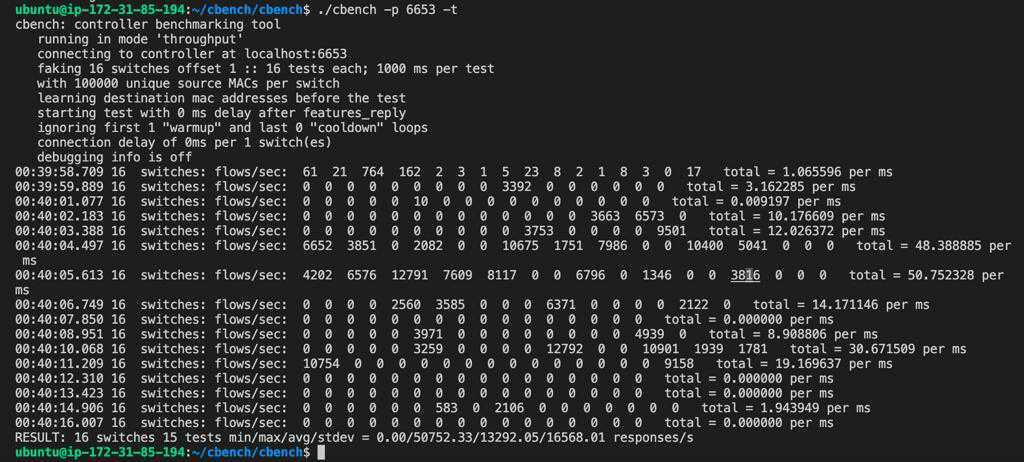 ubuntu@ip-172-31-85-194:~/cbench/cbench$ ./cbench -p 6653 -t
cbench: controller benchmarking tool
running in mode 'throughput'
connecting to controller at localhost:6653
faking 16 switches offset 1 :: 16 tests each; 1000 ms per test
with 100000 unique source MACs per switch
learning destination mac addresses before the test
starting test with 0 ms delay after features_reply
ignoring first 1 "warmup" and last 0 "cooldown" loops
connection delay of 0ms per 1 switch(es)
debugging info is off
00:39:58.709 16  switches: flows/sec:  61  21  764  162  2  3  1  5  23  8  2  1  8  3  0  17   total = 1.065596 per ms
00:39:59.889 16  switches: flows/sec:  0  0  0  0  0  0  0  0  0  3392  0  0  0  0  0  0   total = 3.162285 per ms
00:40:01.077 16  switches: flows/sec:  0  0  0  0  0  10  0  0  0  0  0  0  0  0  0  0   total = 0.009197 per ms
00:40:02.183 16  switches: flows/sec:  0  0  0  0  0  0  0  0  0  0  0  0  0  3663  6573  0   total = 10.176609 per ms
00:40:03.388 16  switches: flows/sec:  0  0  0  0  0  0  0  0  0  0  3753  0  0  0  0  9501   total = 12.026372 per ms
00:40:04.497 16  switches: flows/sec:  6652  3851  0  2082  0  0  10675  1751  7986  0  0  10400  5041  0  0  0   total = 48.388885 per
ms
00:40:05.613 16  switches: flows/sec:  4202  6576  12791  7609  8117  0  0  6796  0  1346  0  0  3816  0  0  0   total = 50.752328 per
ms
00:40:06.749 16  switches: flows/sec:  0  0  0  0  2560  3585  0  0  0  6371  0  0  0  0  2122  0   total = 14.171146 per ms
00:40:07.850 16  switches: flows/sec:  0  0  0  0  0  0  0  0  0  0  0  0  0  0  0  0   total = 0.000000 per ms
00:40:08.951 16  switches: flows/sec:  0  0  0  0  0  3971  0  0  0  0  0  0  0  0  4939  0   total = 8.908806 per ms
00:40:10.068 16  switches: flows/sec:  0  0  0  0  0  3259  0  0  0  0  12792  0  0  10901  1939  1781   total = 30.671509 per ms
00:40:11.209 16  switches: flows/sec:  10754  0  0  0  0  0  0  0  0  0  0  0  0  0  0  9158   total = 19.169637 per ms
00:40:12.310 16  switches: flows/sec:  0  0  0  0  0  0  0  0  0  0  0  0  0  0  0  0   total = 0.000000 per ms
00:40:13.423 16  switches: flows/sec:  0  0  0  0  0  0  0  0  0  0  0  0  0  0  0  0   total = 0.000000 per ms
00:40:14.906 16  switches: flows/sec:  0  0  0  0  0  0  583  0  2106  0  0  0  0  0  0  0   total = 1.943949 per ms
00:40:16.007 16  switches: flows/sec:  0  0  0  0  0  0  0  0  0  0  0  0  0  0  0  0   total = 0.000000 per ms
RESULT: 16 switches 15 tests min/max/avg/stdev = 0.00/50752.33/13292.05/16568.01 responses/s
ubuntu@ip-172-31-85-194:~/cbench/cbench$